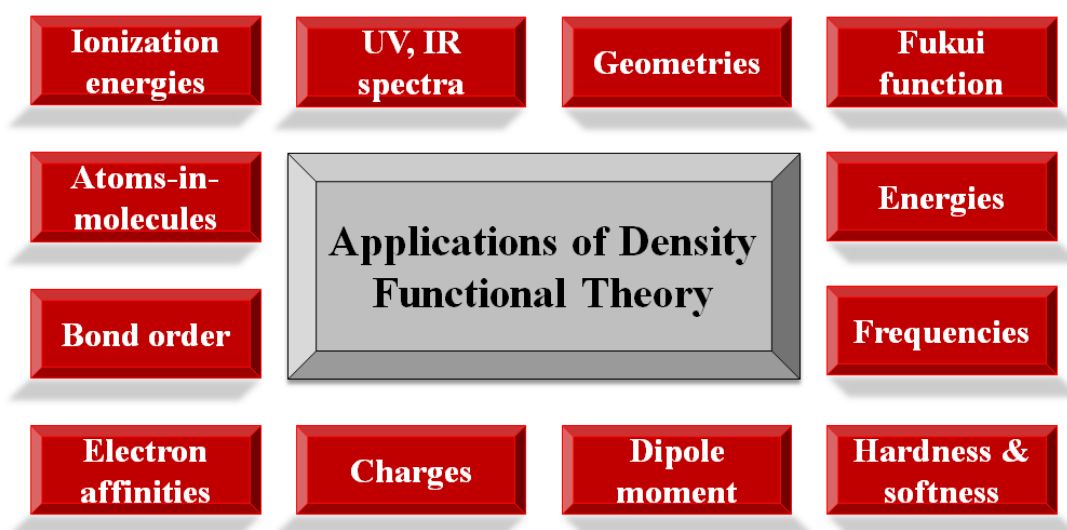 Ionization
energies
UV, IR
spectra
Geometries
Fukui
function
Atoms-in-
molecules
Applications of Density
Functional Theory
Energies
Bond order
Frequencies
Electron
affinities
Charges
Dipole
moment
Hardness &
softness